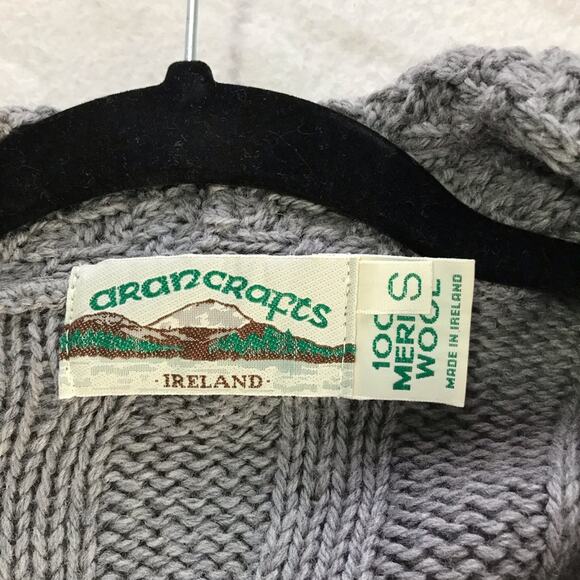 arancrafts
· IRELAND ·
S
100
MERI
WOOL
MADE IN IRELAND